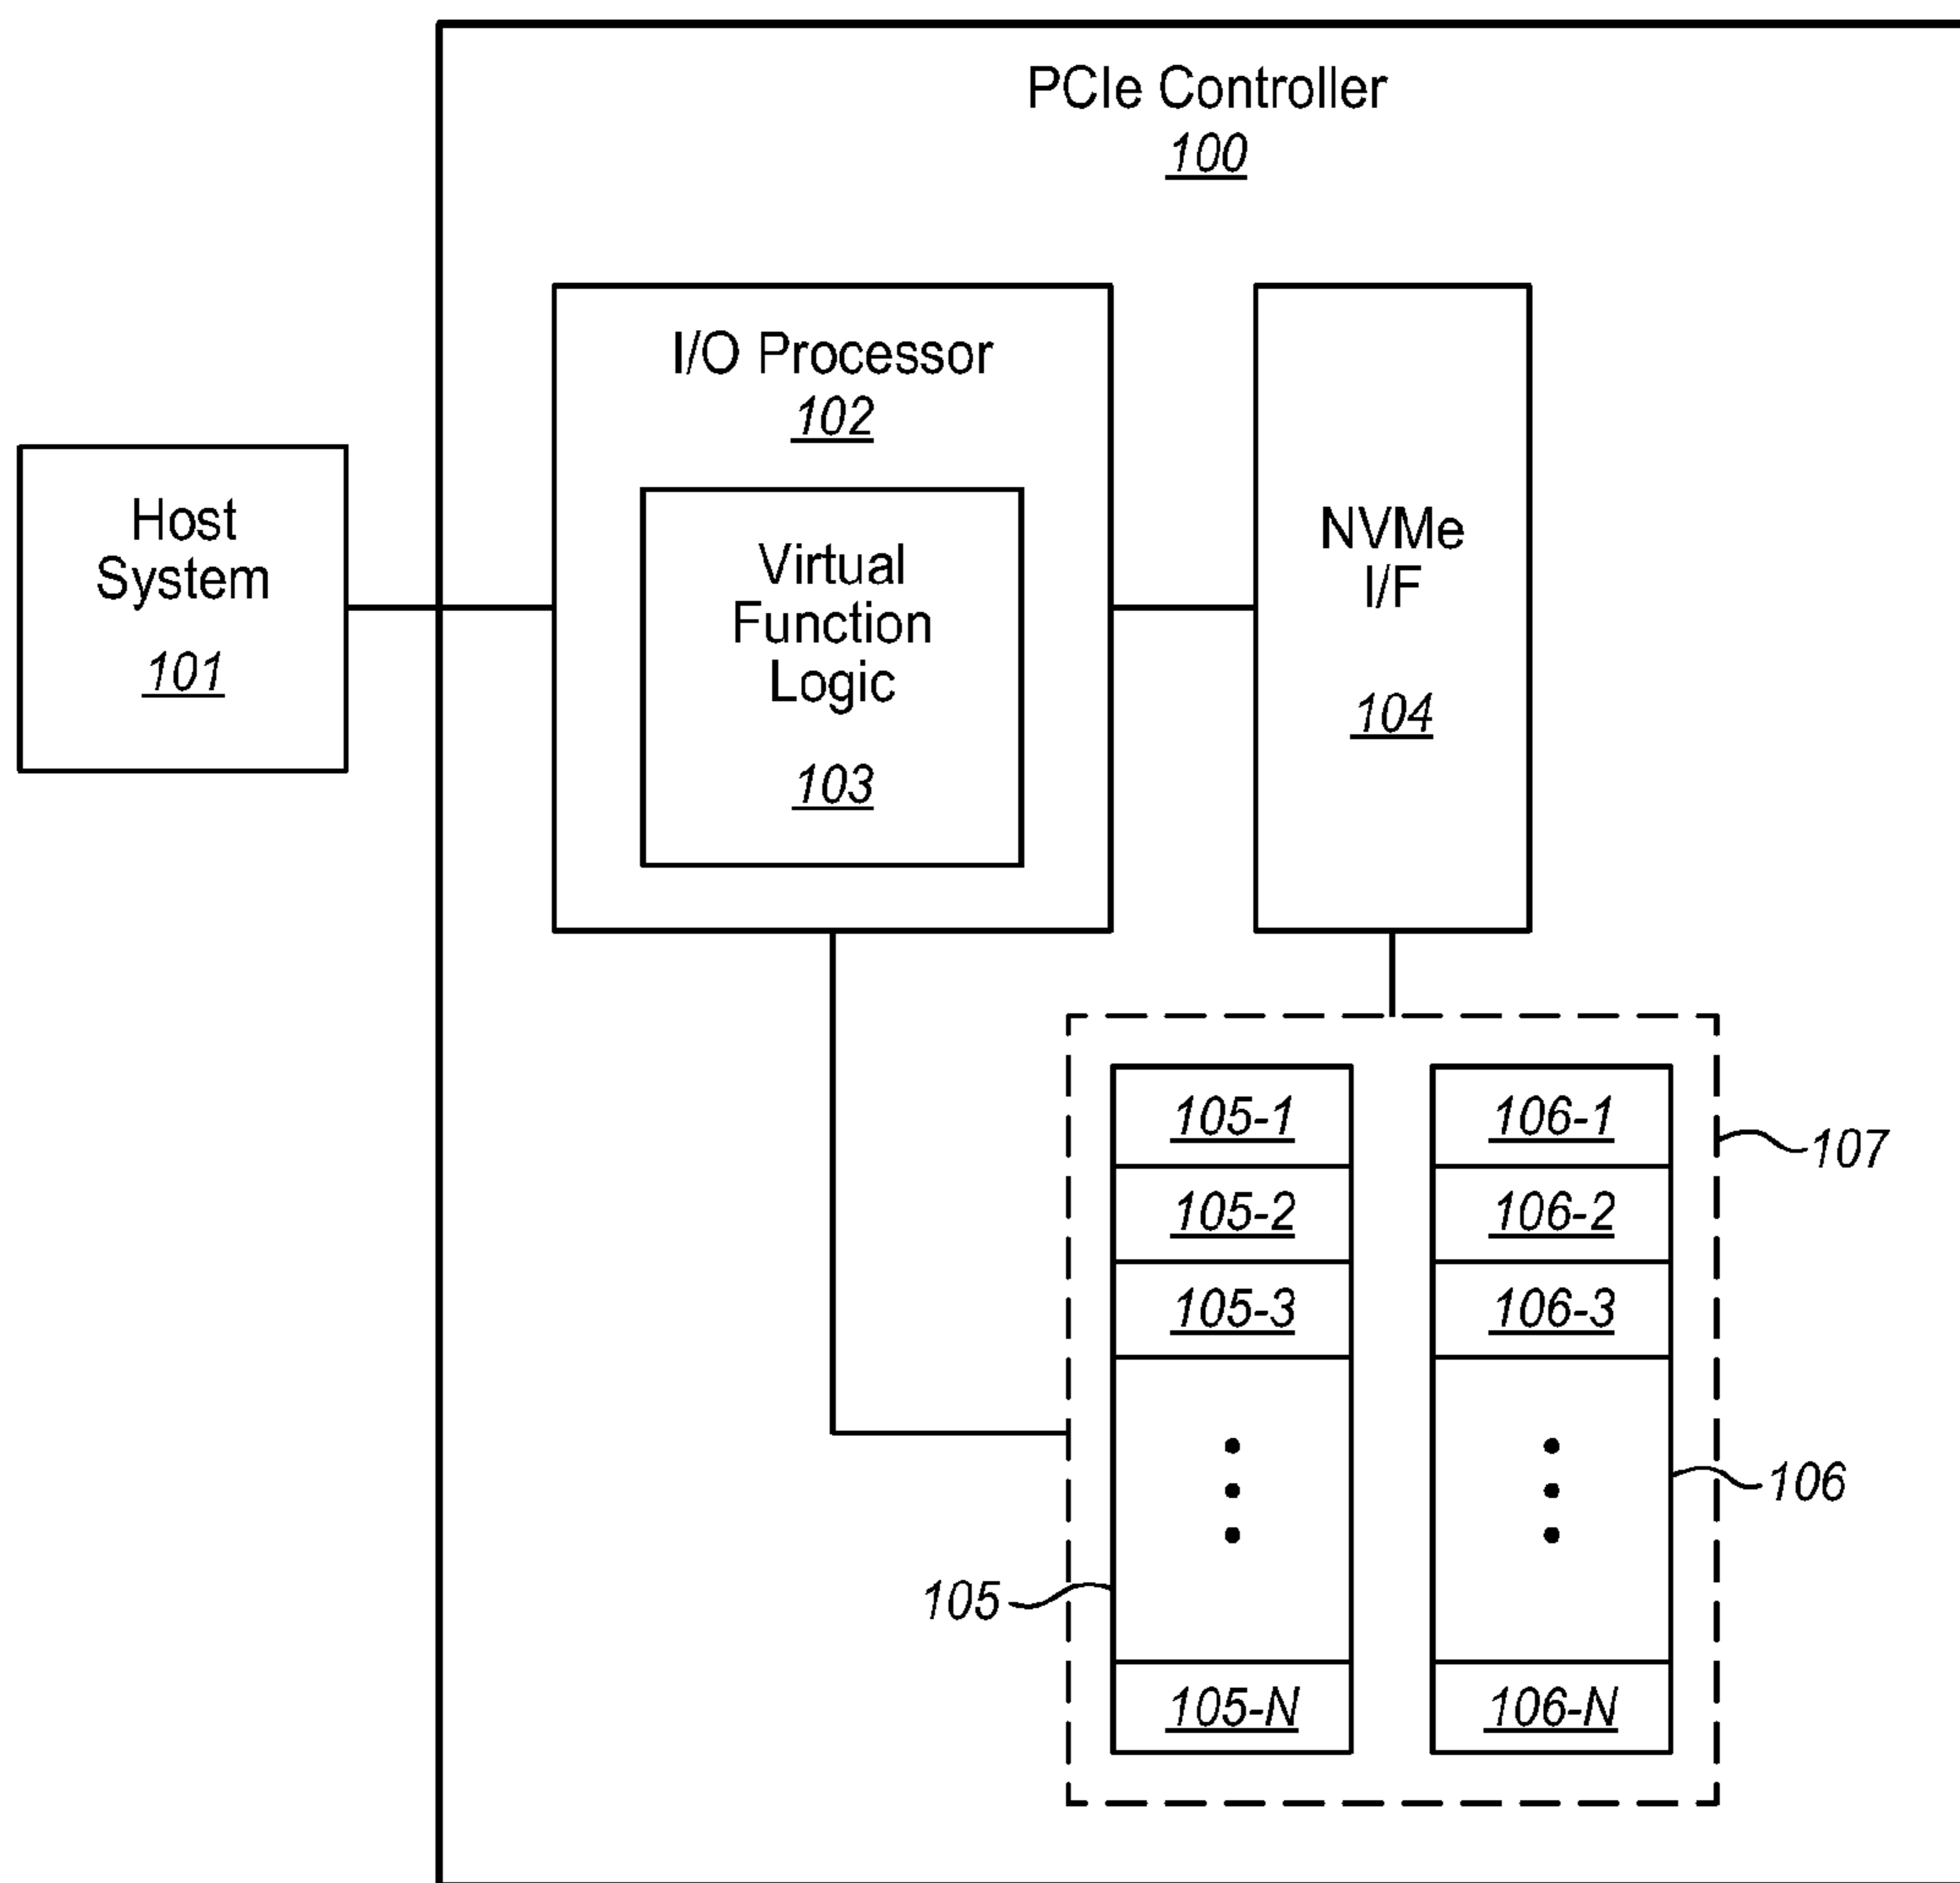 PCIe Controller
100
I/O Processor
102
Host
System
101
Virtual
Function
Logic
103
NVMe
I/F
104
105-1
105-2
105-3
105-N
106-1
106-2
106-3
106-N
107
106
105